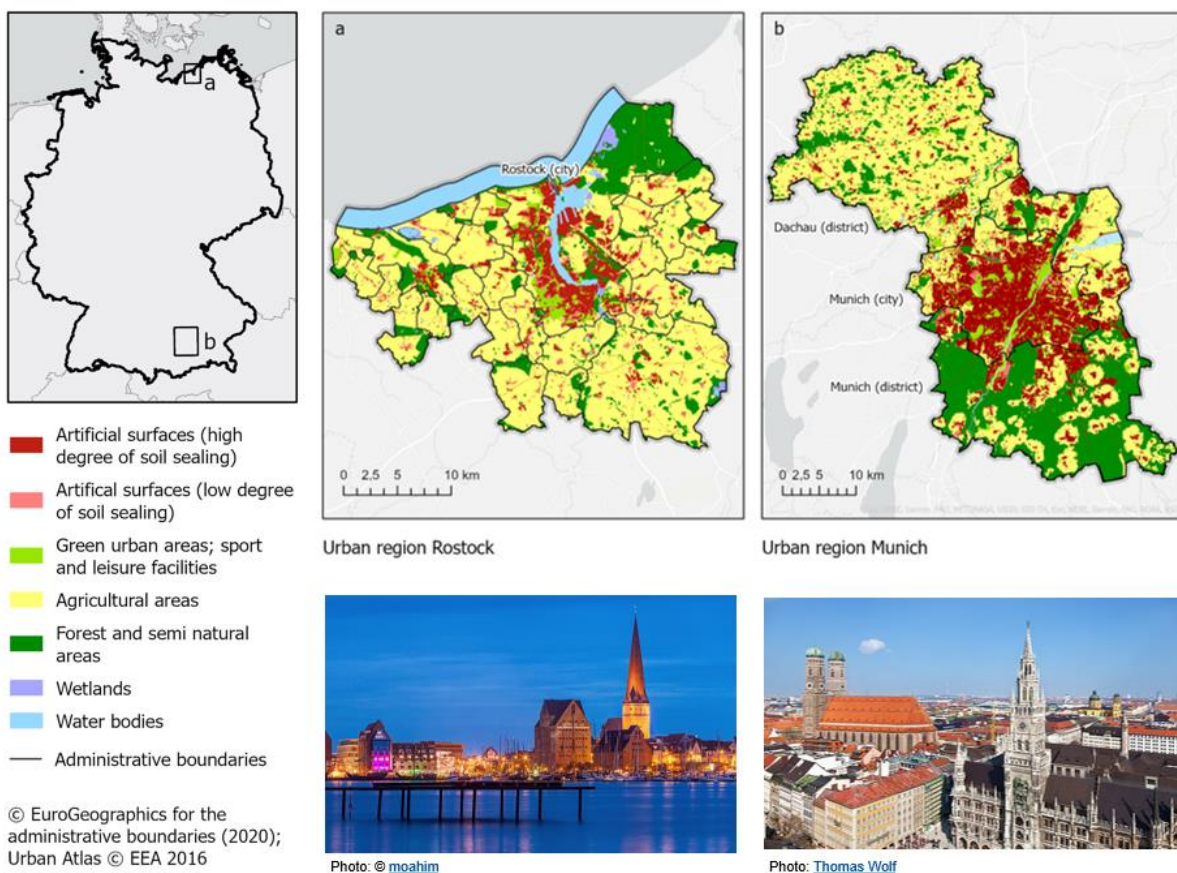 a
b
Artificial surfaces (high
degree of soil sealing)
Artifical surfaces (low degree
of soil sealing)
Green urban areas; sport
and leisure facilities
Agricultural areas
Forest and semi natural
areas
Wetlands
Water bodies
Administrative boundaries
© EuroGeographics for the
administrative boundaries (2020);
Urban Atlas © EEA 2016
a
Rostock (city)
0 2,5 5 10 km
Urban region Rostock
Photo: © moahim
b
Dachau (district)
Munich (city)
Munich (district)
0 2,5 5 10 km
Urban region Munich
Photo: Thomas Wolf